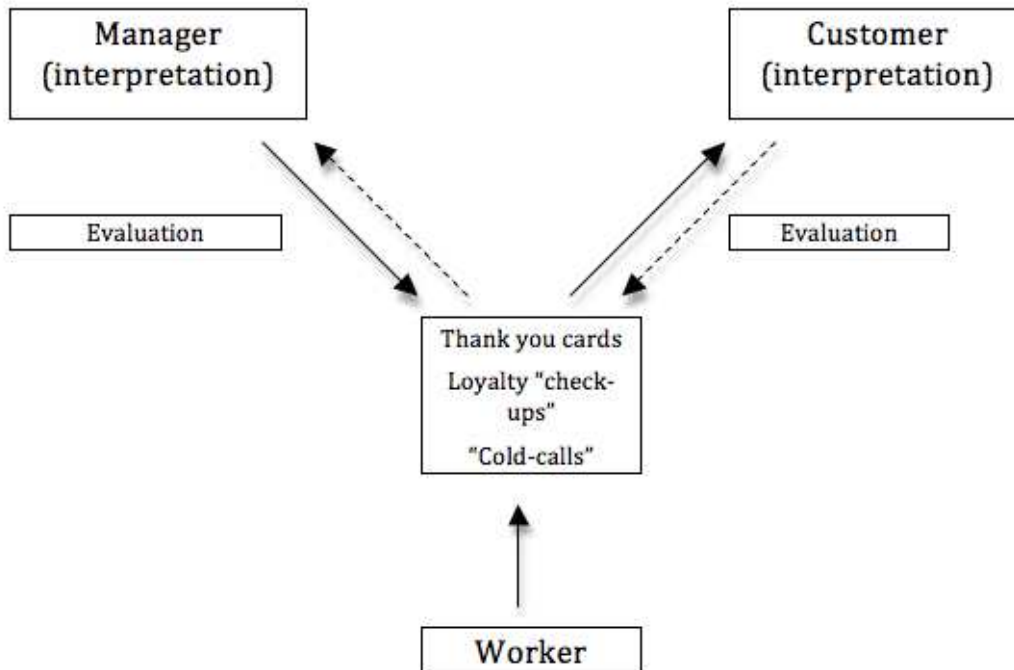 Manager
(interpretation)
Customer
(interpretation)
Evaluation
Evaluation
Thank you cards
Loyalty "check-
ups"
"Cold-calls"
Worker